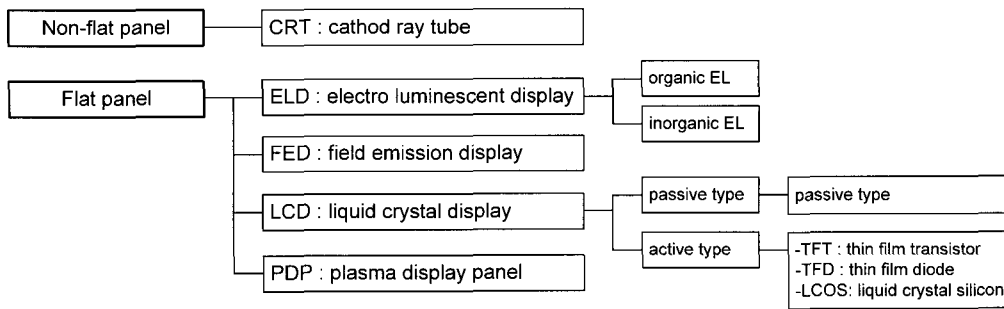 Non-flat panel
CRT : cathod ray tube
Flat panel
ELD : electro luminescent display
organic EL
inorganic EL
FED : field emission display
LCD : liquid crystal display
passive type
passive type
active type
-TFT : thin film transistor
-TFD : thin film diode
-LCOS: liquid crystal silicon
PDP : plasma display panel